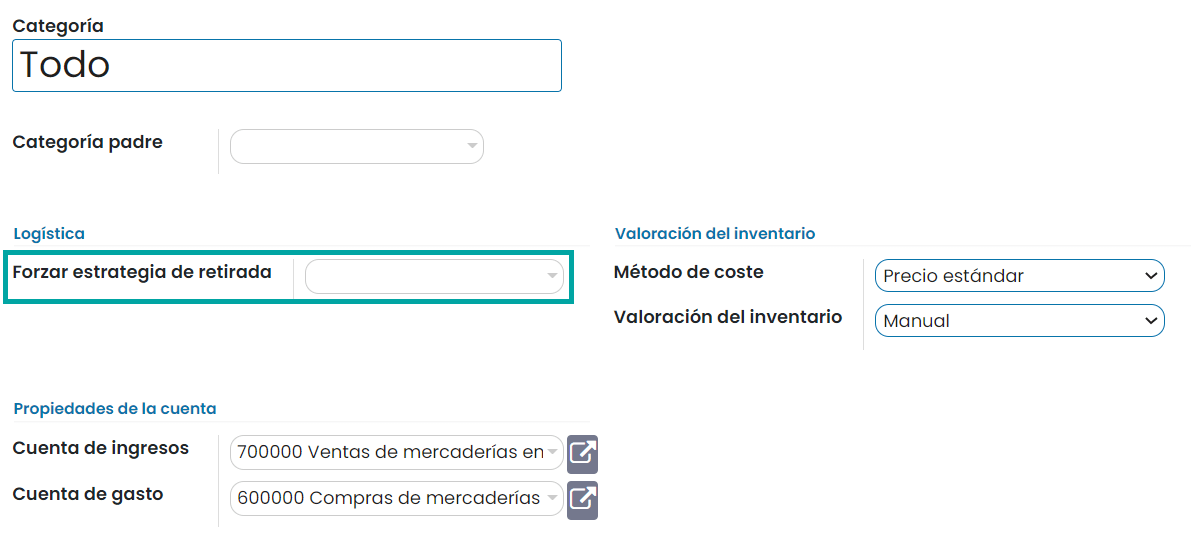 Categoría
Todo
Categoría padre
Logística
Forzar estrategia de retirada
Valoración del inventario
Método de coste
Precio estándar
Valoración del inventario
Manual
Propiedades de la cuenta
Cuenta de ingresos
700000 Ventas de mercaderías en
Cuenta de gasto
600000 Compras de mercaderías